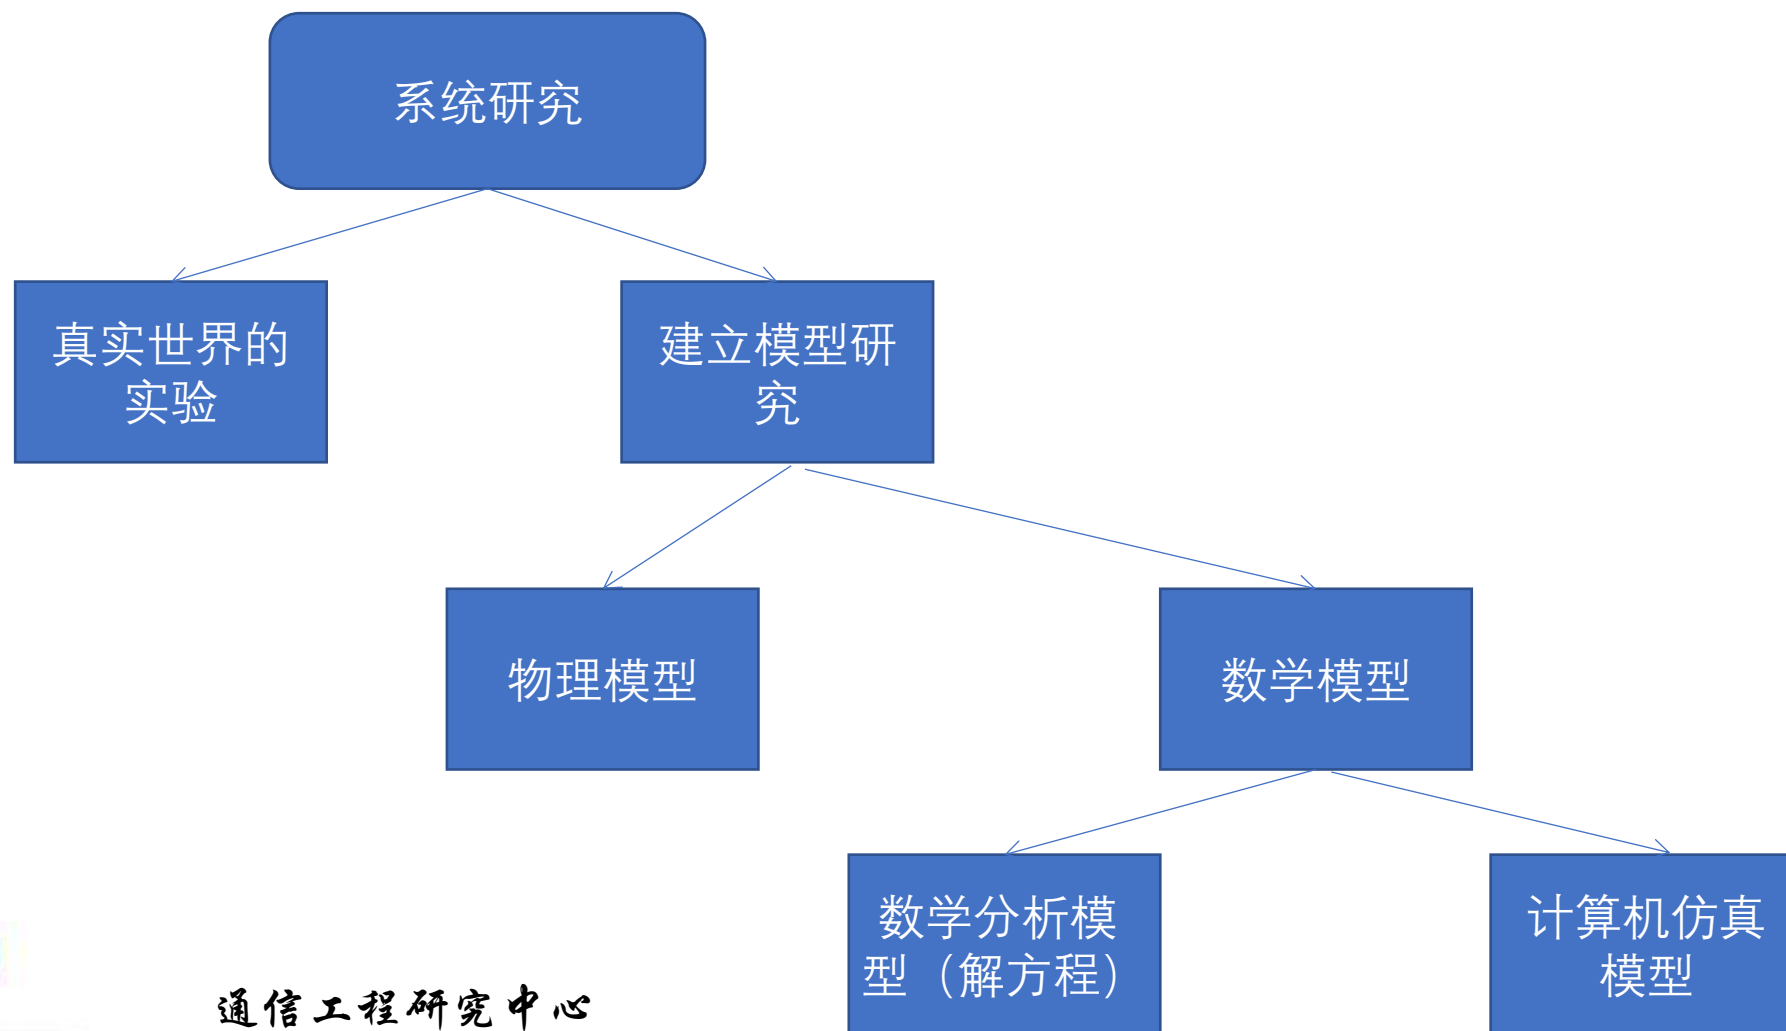 系统研究
真实世界的
实验
建立模型研
究
物理模型
数学模型
数学分析模
型（解方程）
计算机仿真
模型
通信工程研究中心